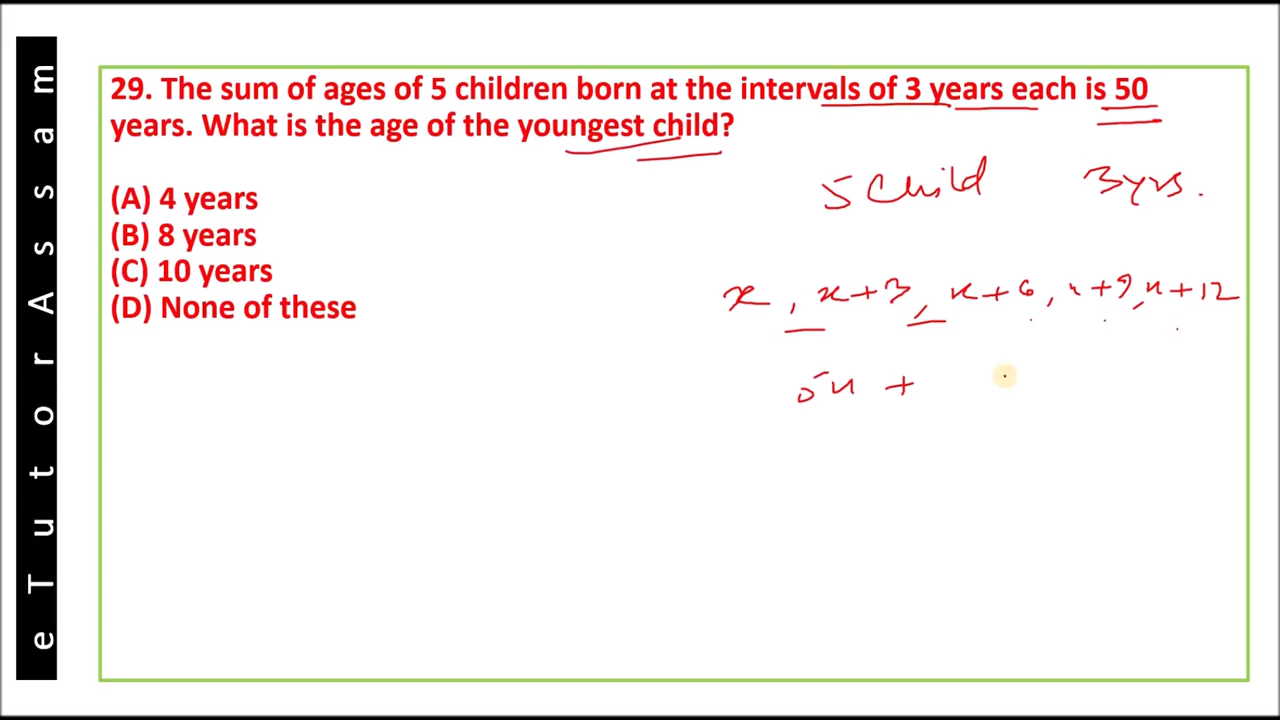 29. The sum of ages of 5 children born at the intervals of 3 years each is 50
years. What is the age of the youngest child?
5 Child 3 yrs.
(A) 4 years
(B) 8 years
(C) 10 years
(D) None of these
x, x+3, x+6, x+9, x+12
5x +
eTutorAssam